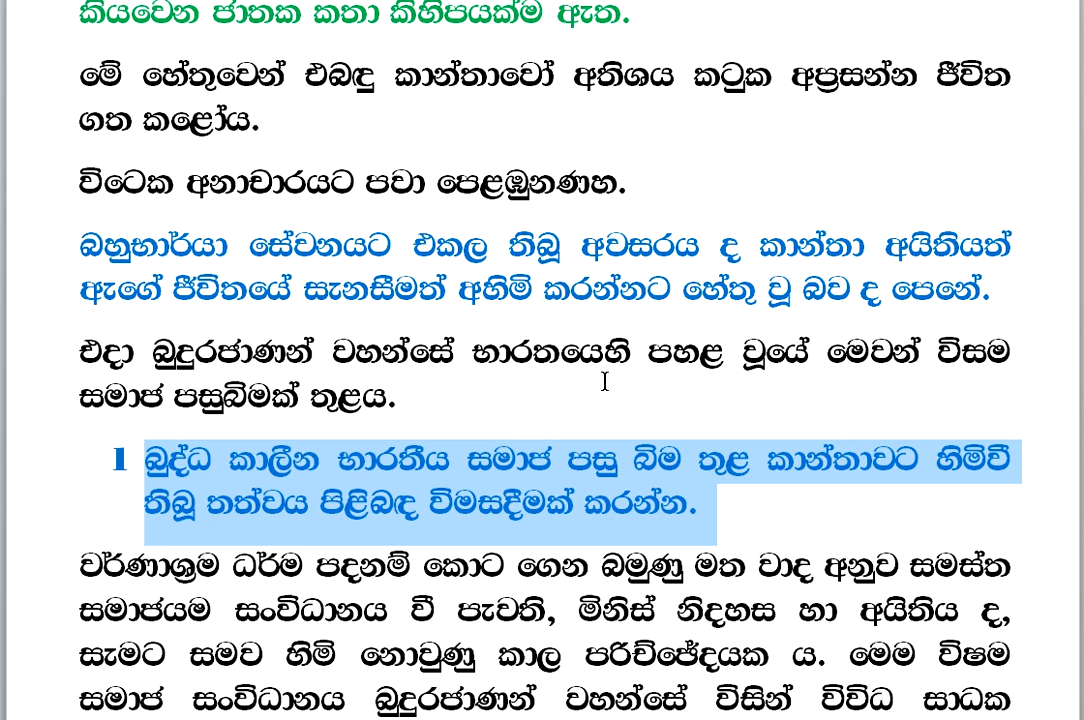 කියවෙන ජාතක කතා කිහිපයක්ම ඇත.
මේ හේතුවෙන් එබඳු කාන්තාවෝ අතිශය කටුක අප්‍රසන්න ජීවිත
ගත කළෝය.
විටෙක අනාචාරයට පවා පෙළඹුනණහ.
බහුභාර්යා සේවනයට එකල තිබූ අවසරය ද කාන්තා අයිතියත්
ඇගේ ජීවිතයේ සැනසීමත් අහිමි කරන්නට හේතු වූ බව ද පෙනේ.
එදා බුදුරජාණන් වහන්සේ භාරතයෙහි පහළ වූයේ මෙවන් විසම
සමාජ පසුබිමක් තුළය.
1 බුද්ධ කාලීන භාරතීය සමාජ පසු බිම තුළ කාන්තාවට හිමිවී
තිබූ තත්වය පිළිබඳ විමසදීමක් කරන්න.
වර්ණාශ්‍රම ධර්ම පදනම් කොට ගෙන බමුණු මත වාද අනුව සමස්ත
සමාජයම සංවිධානය වී පැවති, මිනිස් නිදහස හා අයිතිය ද,
සැමට සමව හිමි නොවුණු කාල පරිච්ඡේදයක ය. මෙම විෂම
සමාජ සංවිධානය බුදුරජාණන් වහන්සේ විසින් විවිධ සාධක